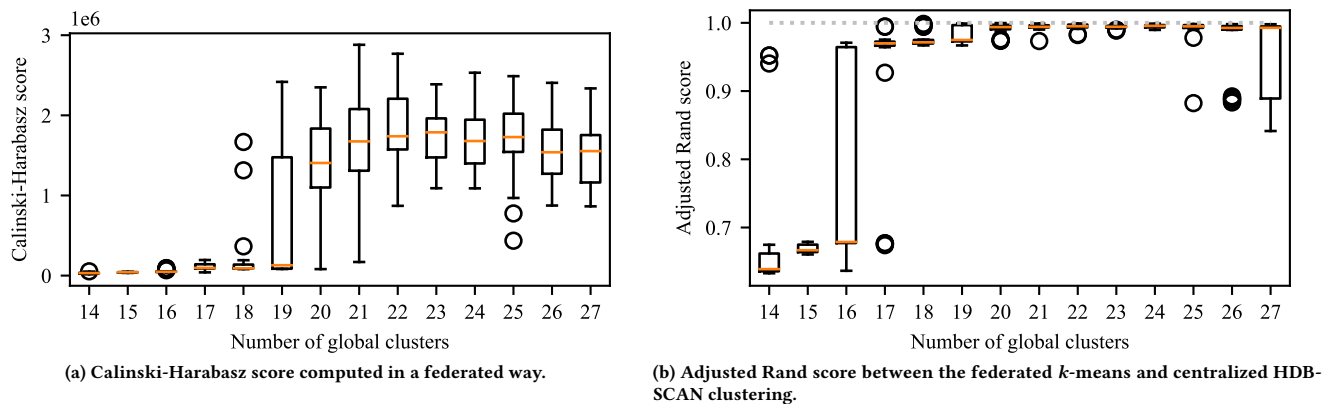 1e6
3
2
1
0
Calinski-Harabasz score
14 15 16 17 18 19 20 21 22 23 24 25 26 27
Number of global clusters
(a) Calinski-Harabasz score computed in a federated way.
1.0
0.9
0.8
0.7
Adjusted Rand score
14 15 16 17 18 19 20 21 22 23 24 25 26 27
Number of global clusters
(b) Adjusted Rand score between the federated k-means and centralized HDB-
SCAN clustering.